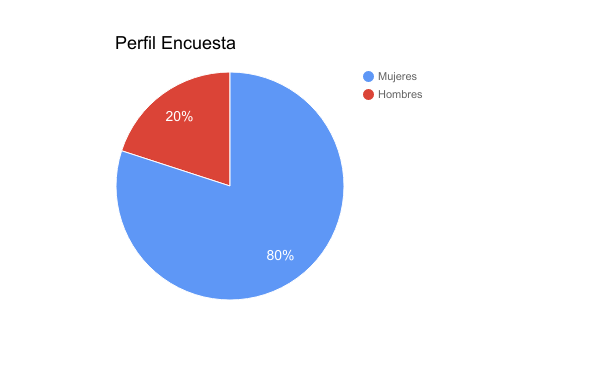 Perfil Encuesta
Mujeres
Hombres
20%
80%